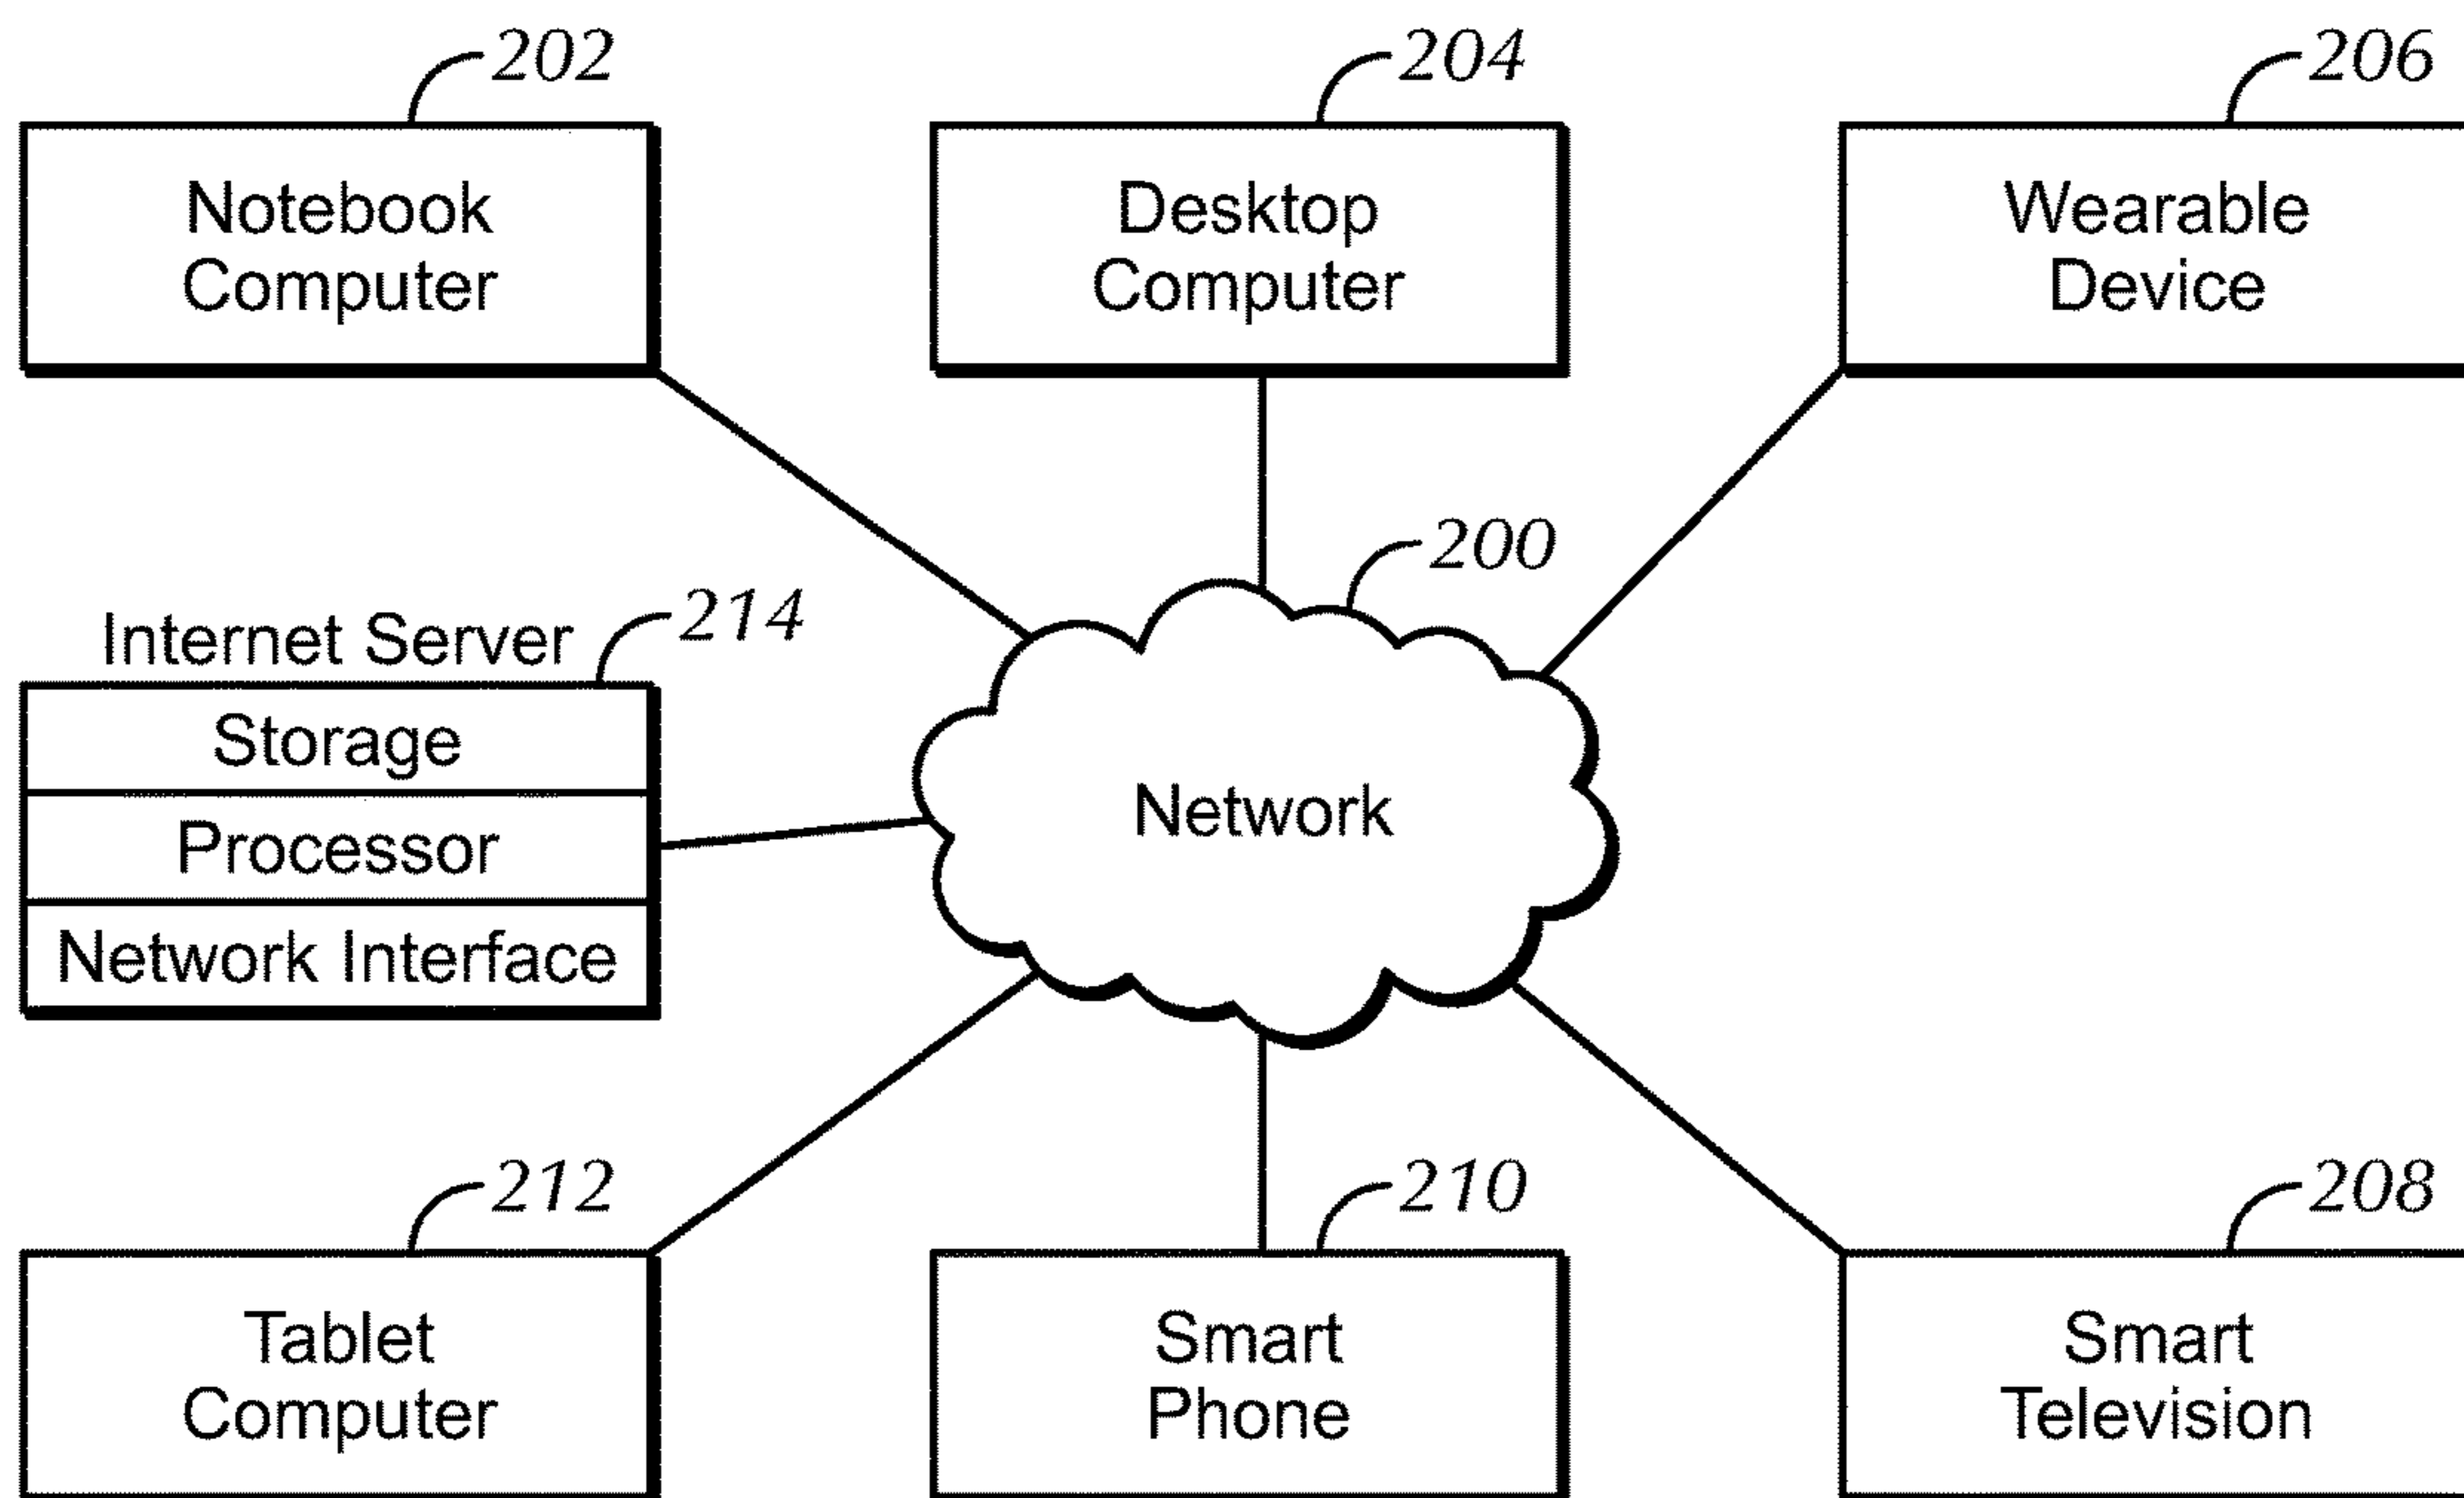 202
Notebook
Computer
204
Desktop
Computer
206
Wearable
Device
200
Network
Internet Server
214
Storage
Processor
Network Interface
212
Tablet
Computer
210
Smart
Phone
208
Smart
Television